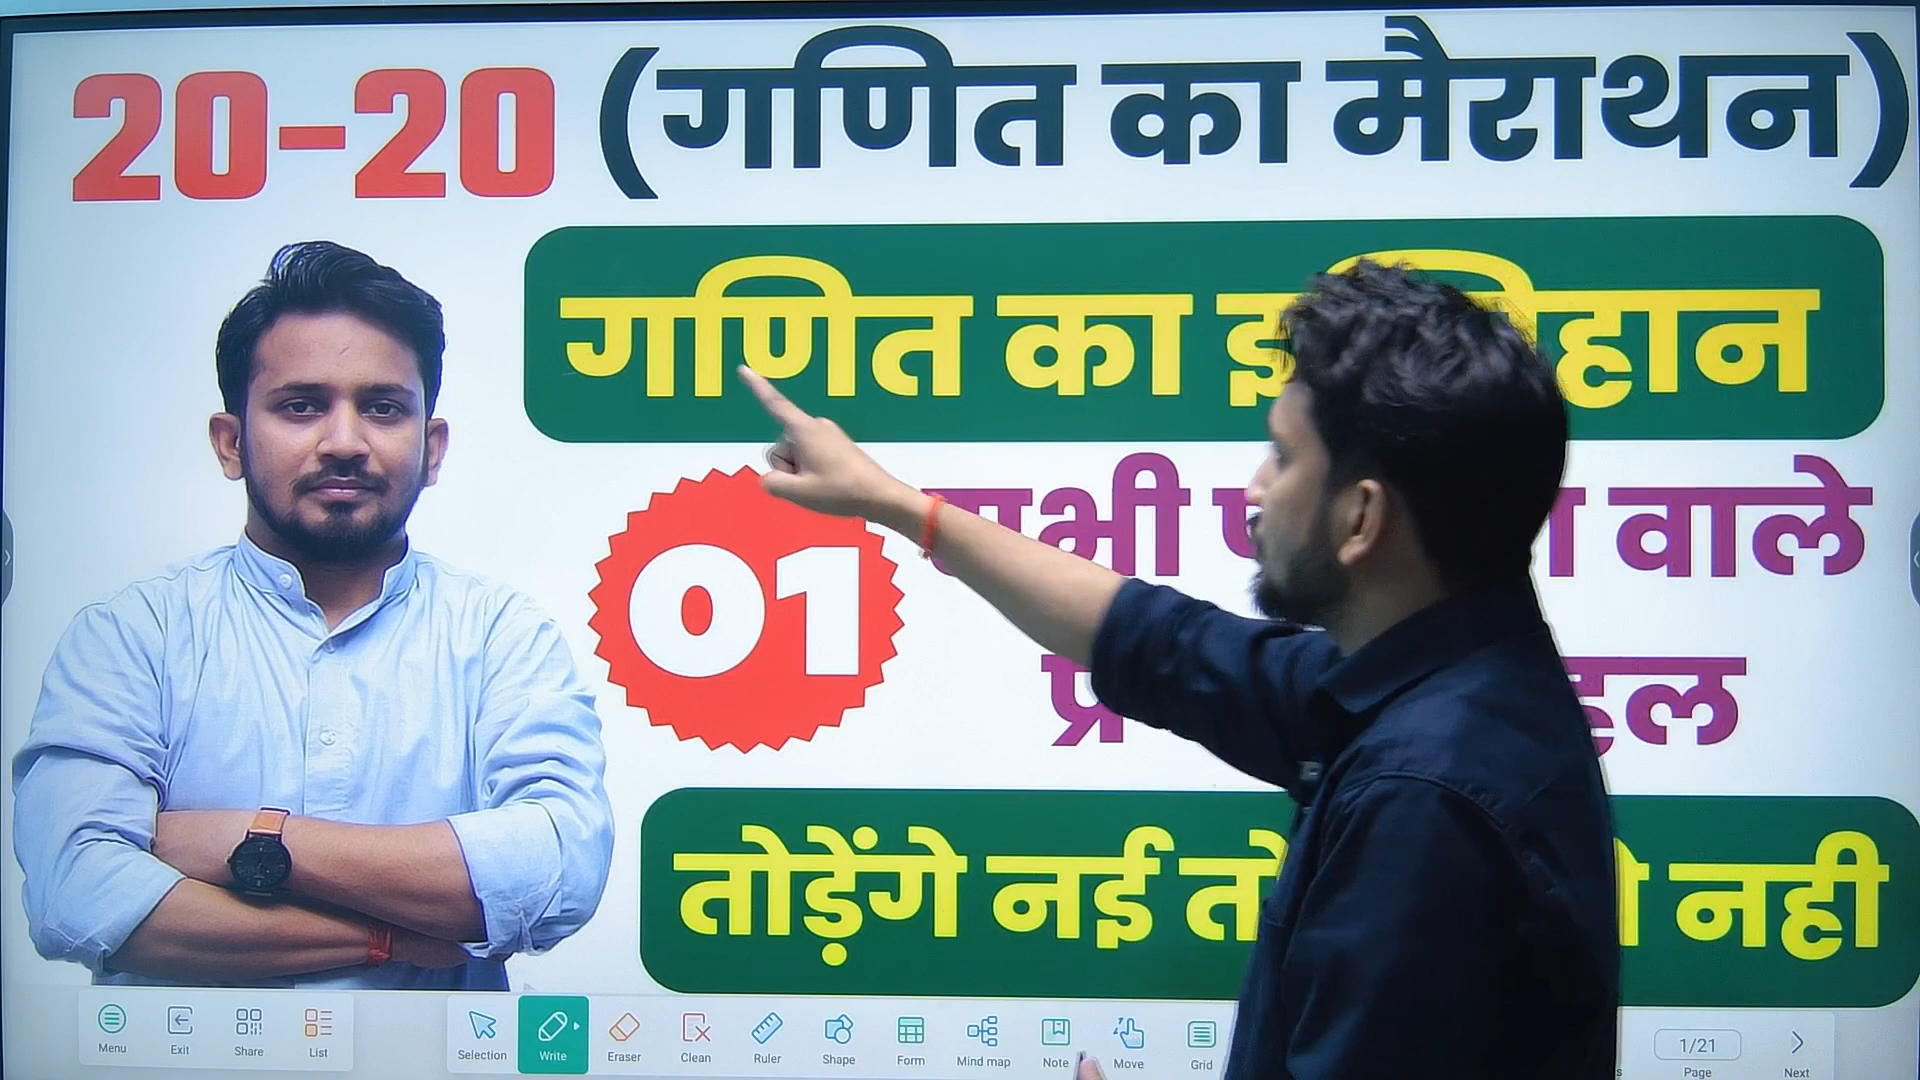 20-20 (गणित का मैराथन)
गणित का
01
वाले
तोड़ेंगे नई नही
Menu Exit Share List Selection Write Eraser Clean Ruler Shape Form Mind map Note Move Grid 1/21 Page Next